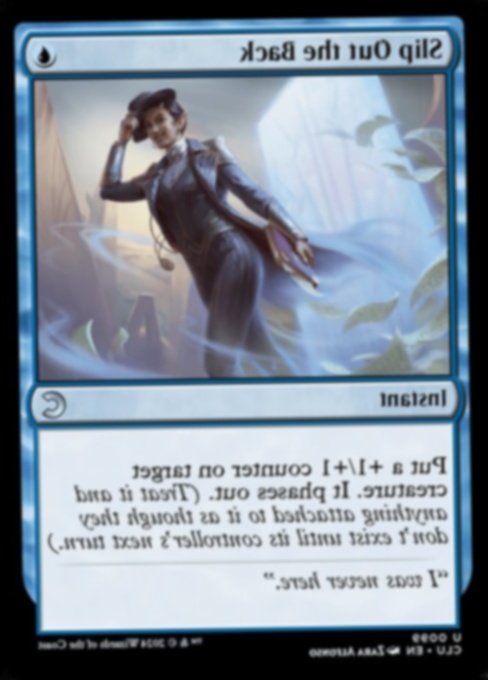 Slip Out the Back
Instant
Put a +1/+1 counter on target
creature. It phases out. (Treat it and
anything attached to it as though they
don't exist until its controller's next turn.)
"I was never here."
U 0099
CLU • EN ZARA ALFONSO
™ & © 2024 Wizards of the Coast